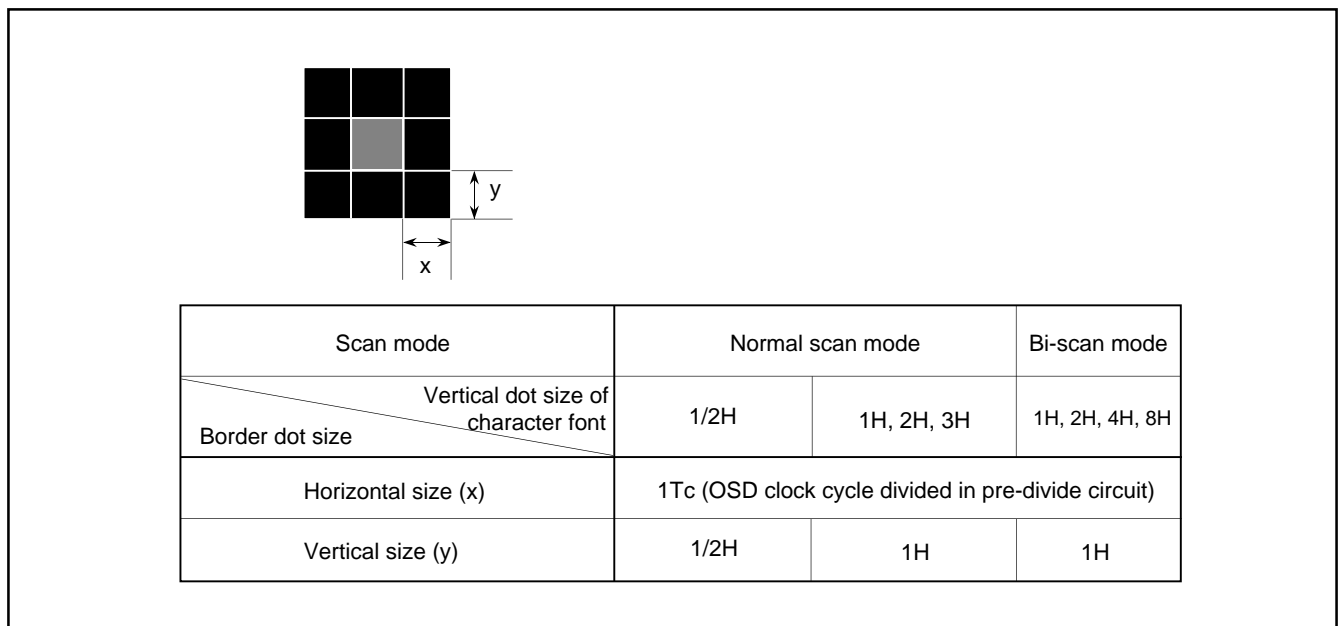 y
x
Scan mode
Normal scan mode
Bi-scan mode
Vertical dot size of
character font
Border dot size
1/2H
1H, 2H, 3H
1H, 2H, 4H, 8H
Horizontal size (x)
1Tc (OSD clock cycle divided in pre-divide circuit)
Vertical size (y)
1/2H
1H
1H